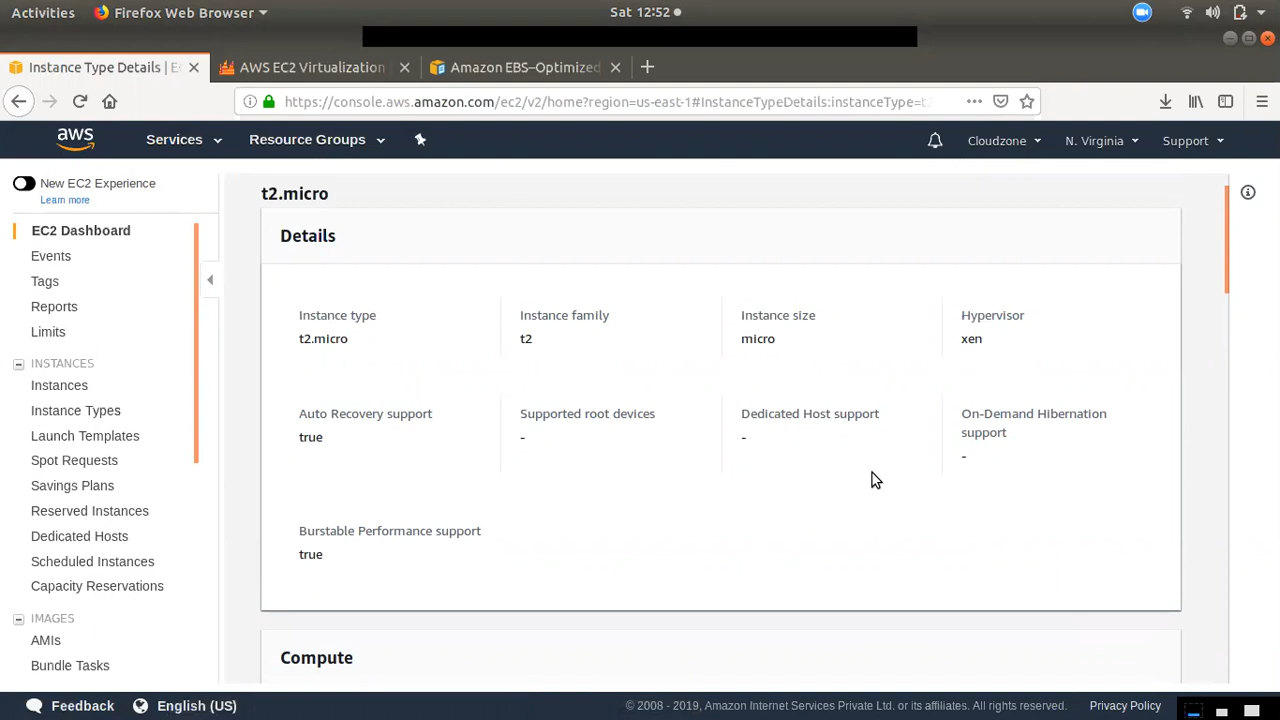 Activities Firefox Web Browser Sat 12:52
Instance Type Details | E AWS EC2 Virtualization Amazon EBS–Optimized
https://console.aws.amazon.com/ec2/v2/home?region=us-east-1#InstanceTypeDetails:instanceType=t
aws Services Resource Groups Cloudzone N. Virginia Support
New EC2 Experience
Learn more
EC2 Dashboard
Events
Tags
Reports
Limits
INSTANCES
Instances
Instance Types
Launch Templates
Spot Requests
Savings Plans
Reserved Instances
Dedicated Hosts
Scheduled Instances
Capacity Reservations
IMAGES
AMIs
Bundle Tasks
t2.micro
Details
Instance type Instance family Instance size Hypervisor
t2.micro t2 micro xen
Auto Recovery support Supported root devices Dedicated Host support On-Demand Hibernation
support
true - - -
Burstable Performance support
true
Compute
Feedback English (US) © 2008 - 2019, Amazon Internet Services Private Ltd. or its affiliates. All rights reserved. Privacy Policy